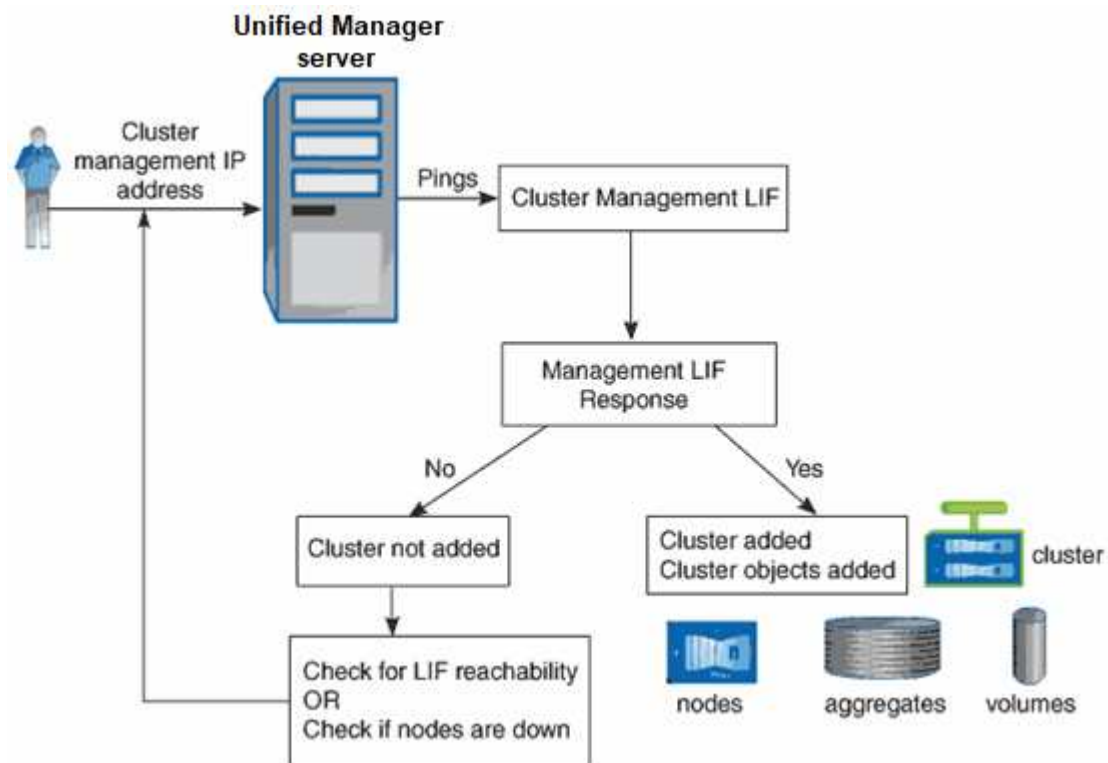 Unified Manager
server
Cluster
management IP
address
Pings
Cluster Management LIF
Management LIF
Response
No
Yes
Cluster not added
Cluster added
Cluster objects added
cluster
Check for LIF reachability
OR
Check if nodes are down
nodes
aggregates
volumes